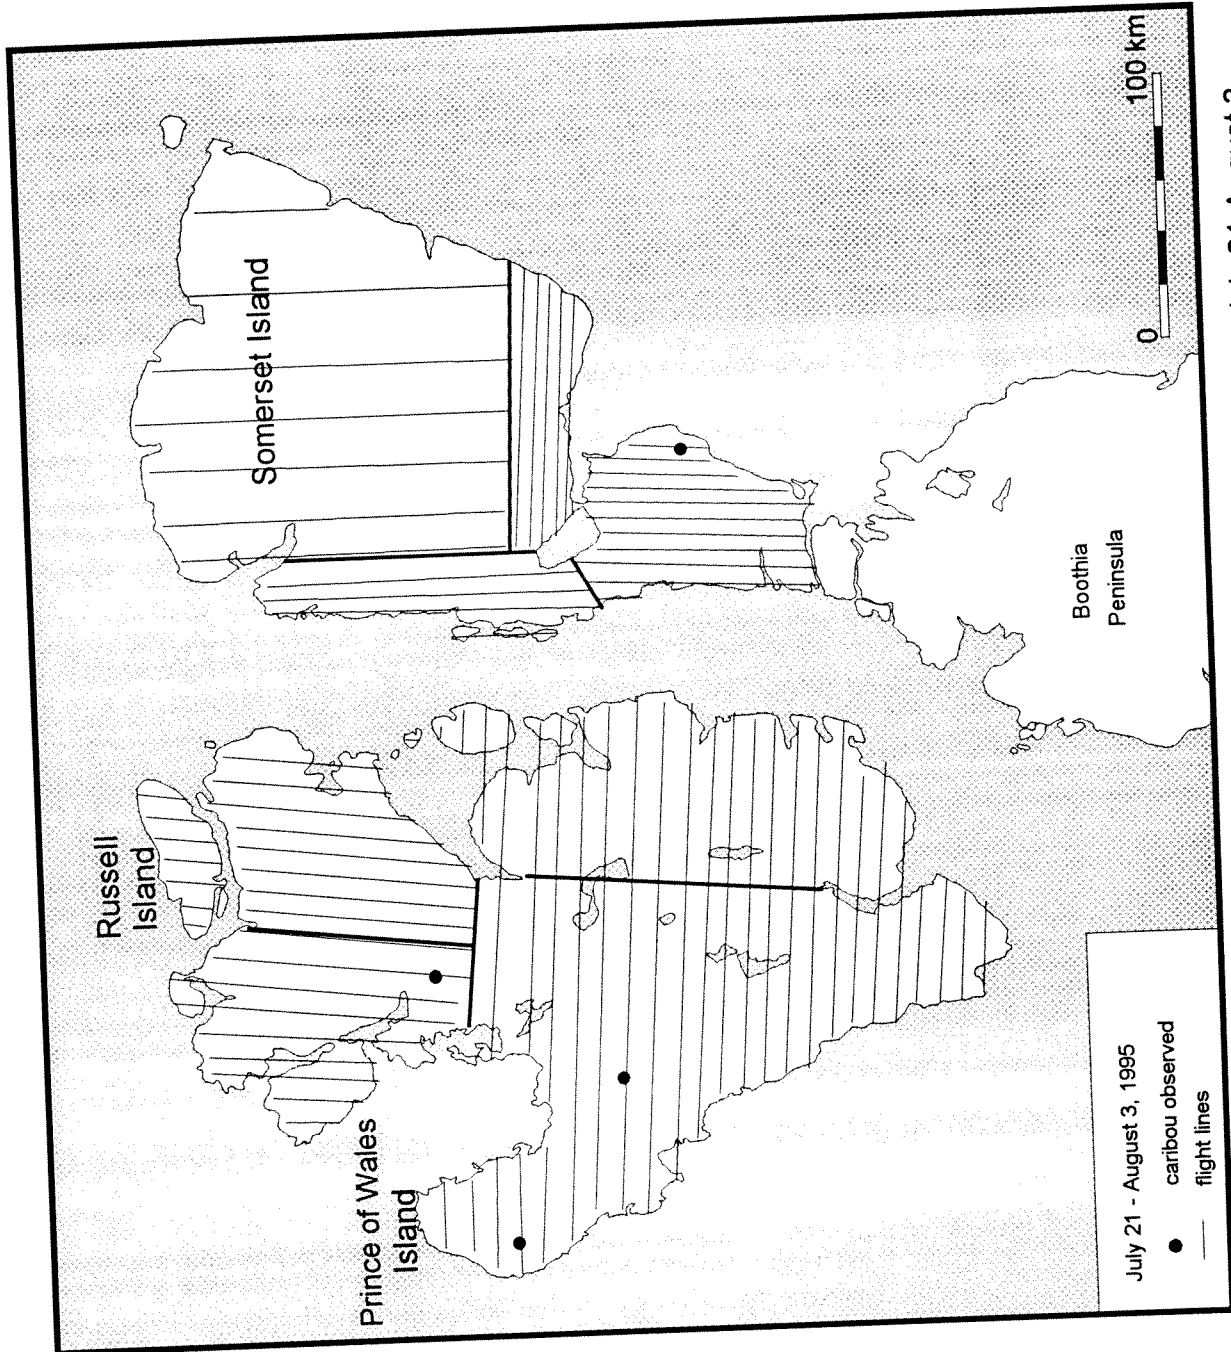 Russell
Island
Somerset Island
Prince of Wales
Island
Boothia
Peninsula
0
100 km
July 21 - August 3, 1995
caribou observed
flight lines